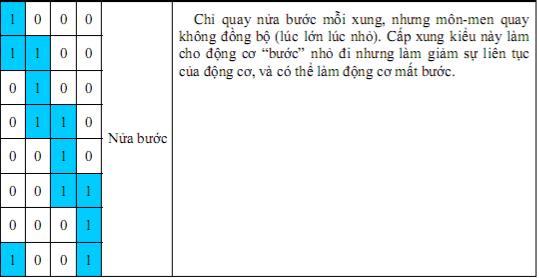 1 0 0 0
1 1 0 0
0 1 0 0
0 1 1 0
0 0 1 0
0 0 1 1
0 0 0 1
1 0 0 1
Nửa bước
Chỉ quay nửa bước mỗi xung, nhưng môn-men quay
không đồng bộ (lúc lớn lúc nhỏ). Cấp xung kiểu này làm
cho động cơ “bước” nhỏ đi nhưng làm giảm sự liên tục
của động cơ, và có thể làm động cơ mất bước.